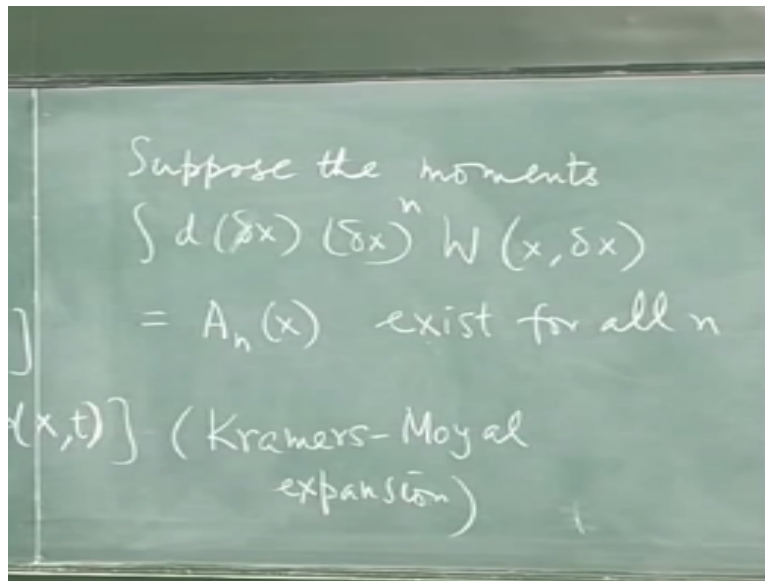 Suppose the moments
∫ d(δx) (δx)ⁿ W (x, δx)
= Aₙ(x) exist for all n
]
(x,t)] (Kramers-Moyal
expansion)